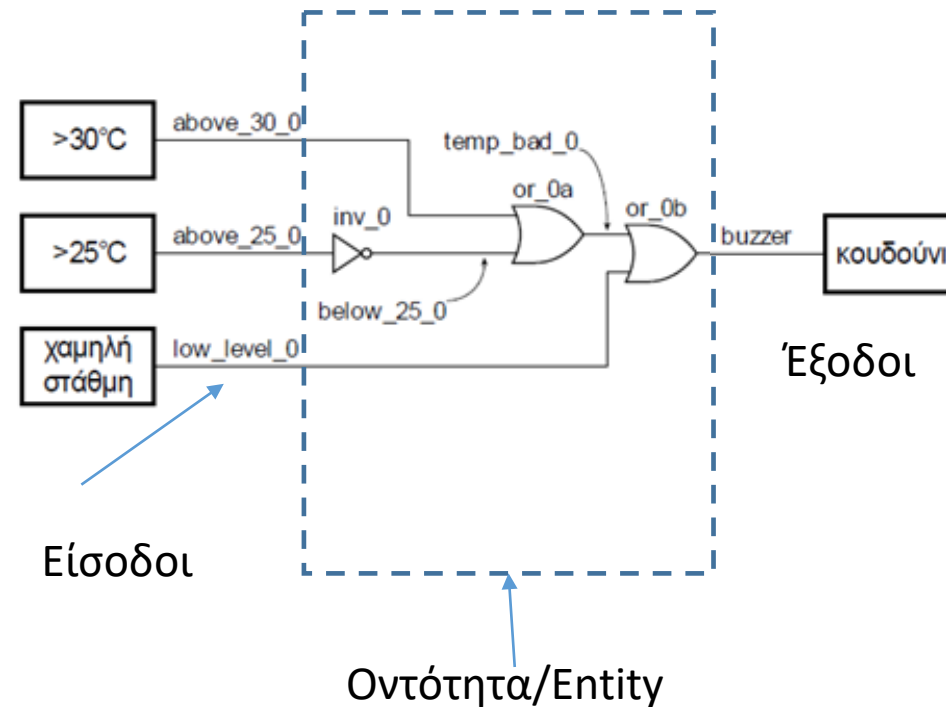 >30°C
above_30_0
temp_bad_0
or_0a
or_0b
inv_0
>25°C
above_25_0
buzzer
κουδούνι
below_25_0
χαμηλή
στάθμη
low_level_0
Έξοδοι
Είσοδοι
Οντότητα/Entity